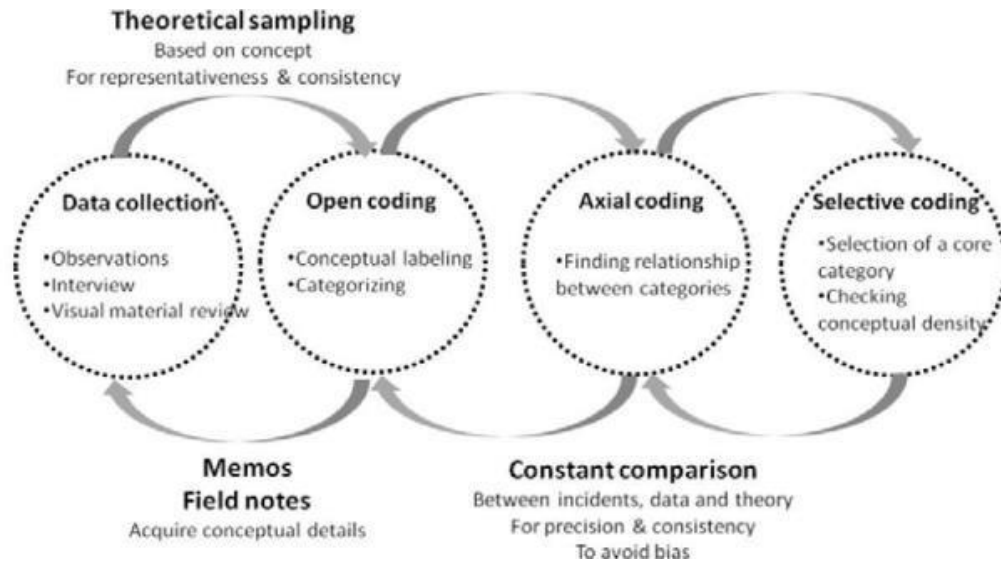 Theoretical sampling
Based on concept
For representativeness & consistency
Data collection
•Observations
•Interview
•Visual material review
Open coding
•Conceptual labeling
•Categorizing
Axial coding
•Finding relationship
between categories
Selective coding
•Selection of a core
category
•Checking
conceptual density
Memos
Field notes
Acquire conceptual details
Constant comparison
Between incidents, data and theory
For precision & consistency
To avoid bias